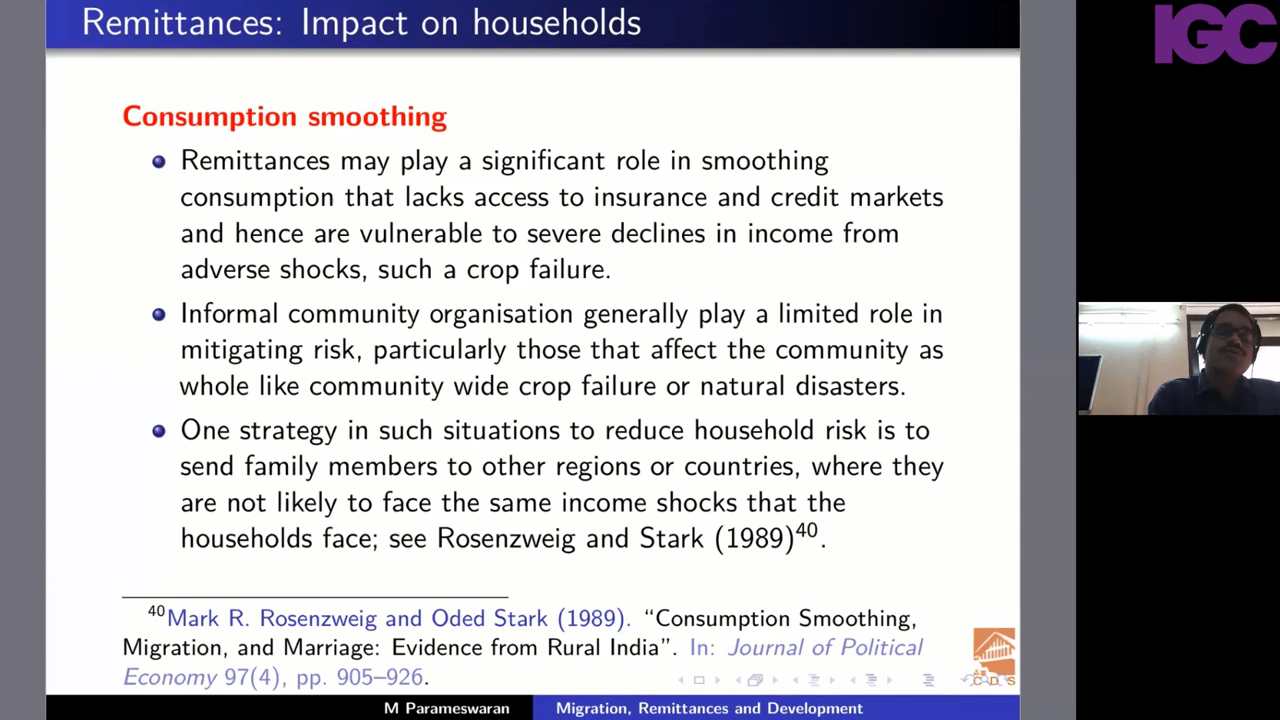 Remittances: Impact on households
IGC
Consumption smoothing
Remittances may play a significant role in smoothing
consumption that lacks access to insurance and credit markets
and hence are vulnerable to severe declines in income from
adverse shocks, such a crop failure.
Informal community organisation generally play a limited role in
mitigating risk, particularly those that affect the community as
whole like community wide crop failure or natural disasters.
One strategy in such situations to reduce household risk is to
send family members to other regions or countries, where they
are not likely to face the same income shocks that the
households face; see Rosenzweig and Stark (1989)40.
40Mark R. Rosenzweig and Oded Stark (1989). “Consumption Smoothing,
Migration, and Marriage: Evidence from Rural India”. In: Journal of Political
Economy 97(4), pp. 905–926.
CDS
M Parameswaran Migration, Remittances and Development